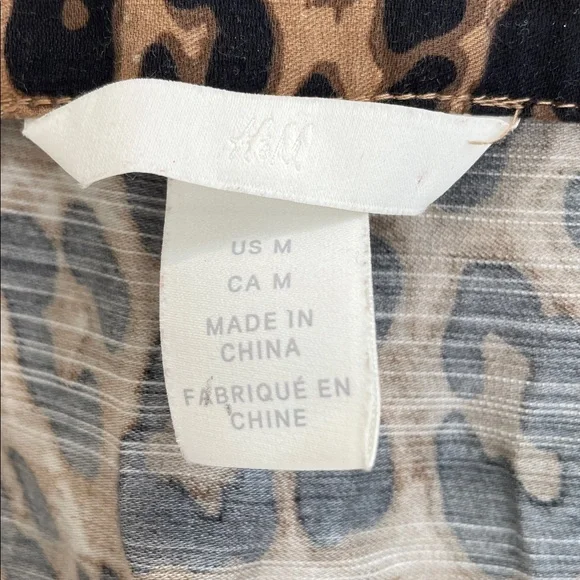 H&M
US M
CA M
MADE IN
CHINA
FABRIQUÉ EN
CHINE